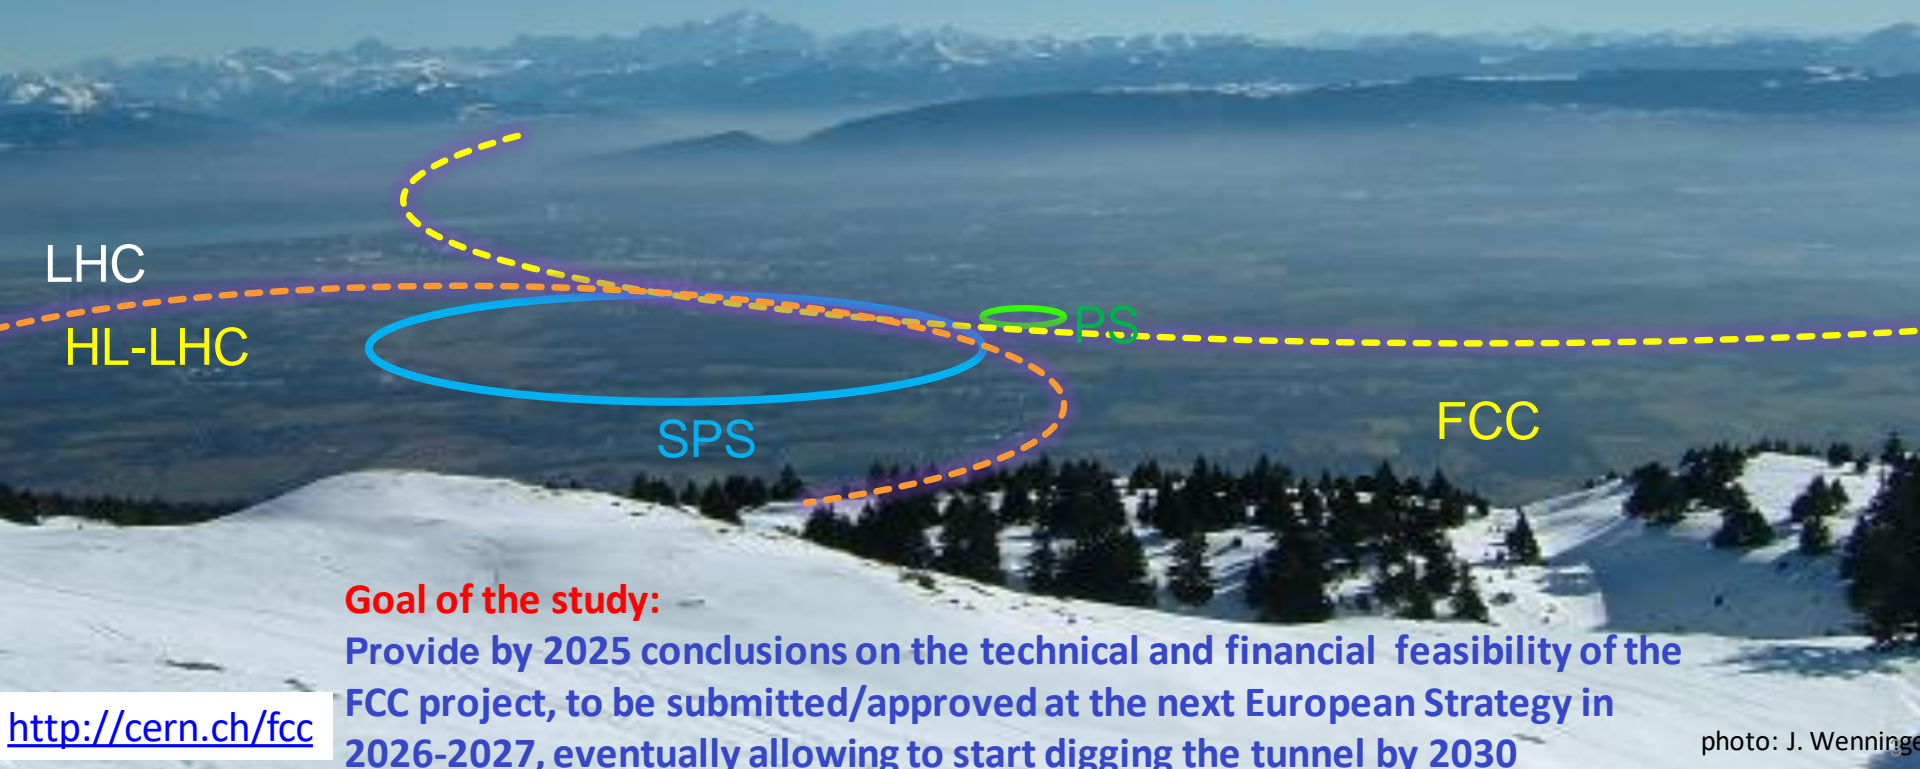 LHC
HL-LHC
PS
SPS
FCC
Goal of the study:
Provide by 2025 conclusions on the technical and financial feasibility of the
FCC project, to be submitted/approved at the next European Strategy in
2026-2027, eventually allowing to start digging the tunnel by 2030
http://cern.ch/fcc
photo: J. Wenninge